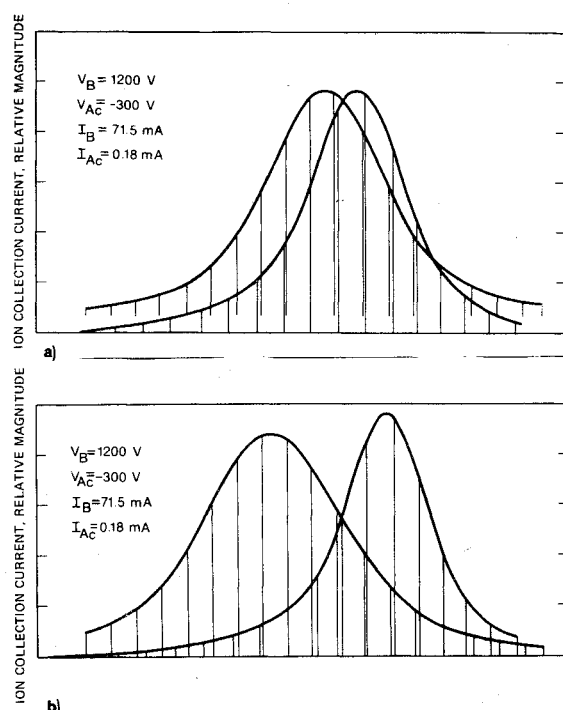 ION COLLECTION CURRENT, RELATIVE MAGNITUDE
V_B = 1200 V
V_Ac = -300 V
I_B = 71.5 mA
I_Ac = 0.18 mA
a)
ION COLLECTION CURRENT, RELATIVE MAGNITUDE
V_B = 1200 V
V_Ac = -300 V
I_B = 71.5 mA
I_Ac = 0.18 mA
b)